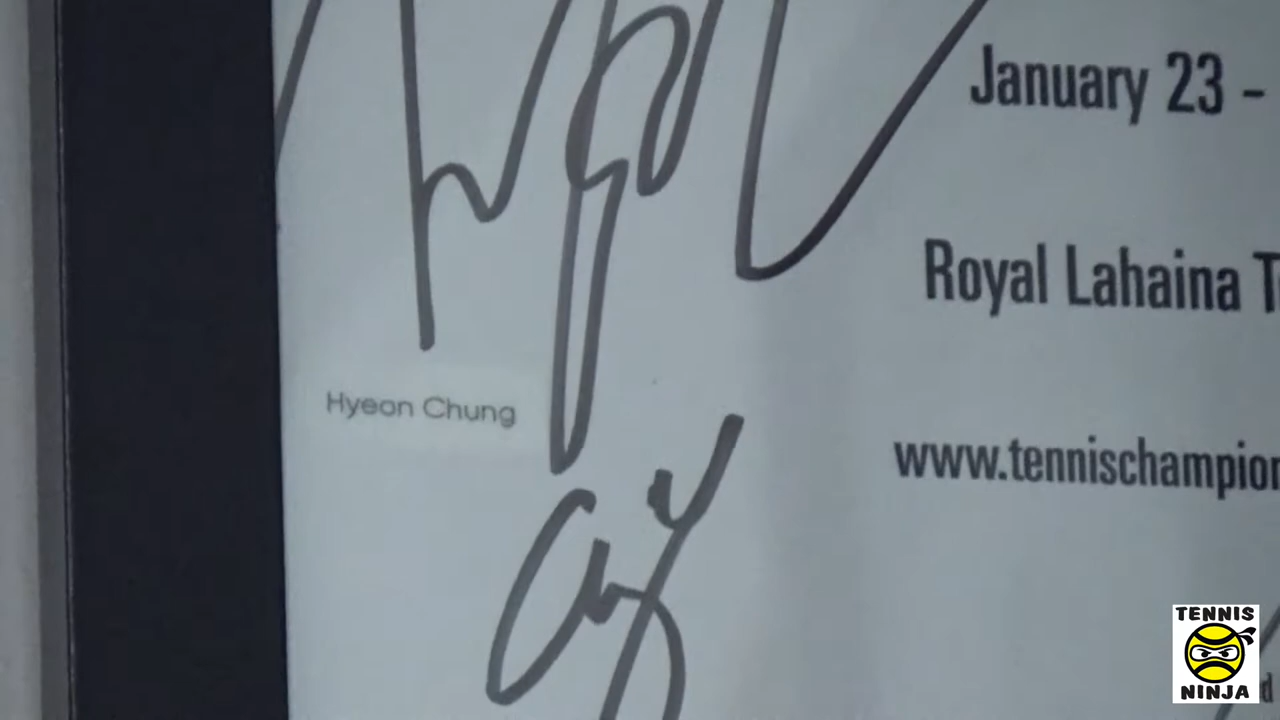 January 23 -
Royal Lahaina T
Hyeon Chung
www.tennischampion
TENNIS
NINJA